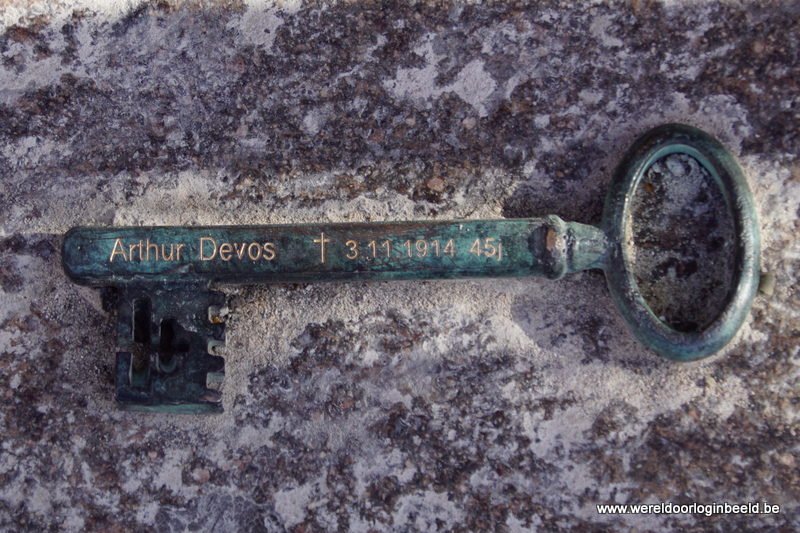 Arthur Devos † 3.11.1914 45j
www.wereldoorloginbeeld.be